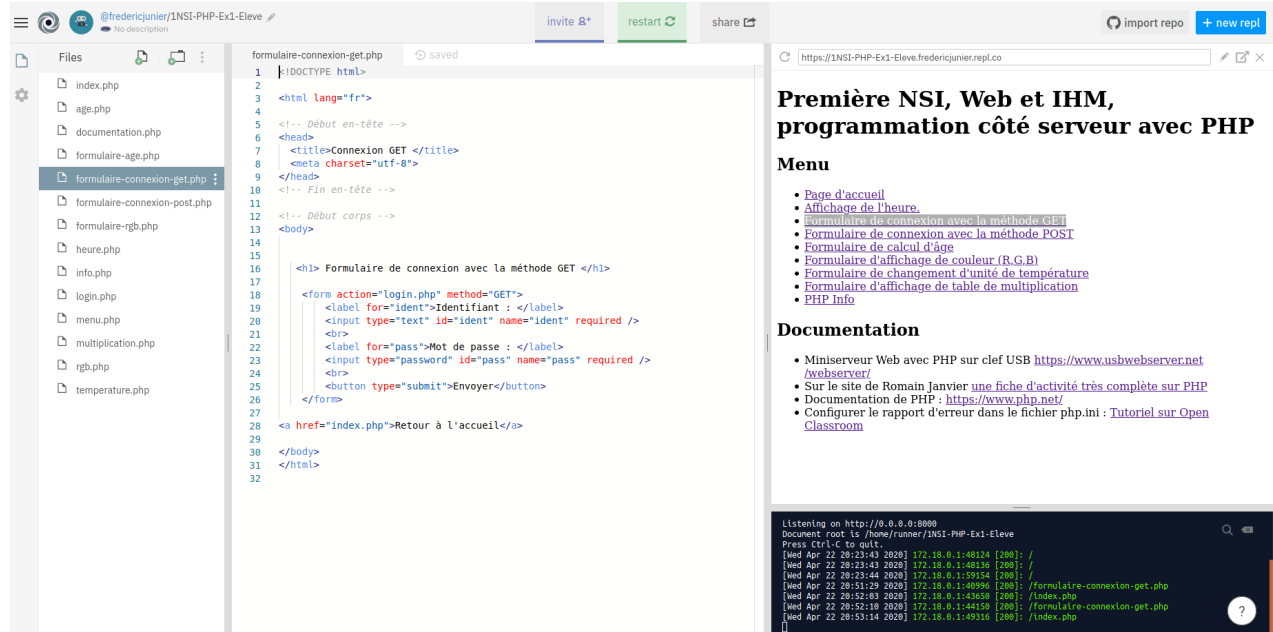 @fredericjunier/1NSI-PHP-Ex1-Eleve
No description
invite
restart
share
import repo
+ new repl
Files
index.php
age.php
documentation.php
formulaire-age.php
formulaire-connexion-get.php
formulaire-connexion-post.php
formulaire-rgb.php
heure.php
info.php
login.php
menu.php
multiplication.php
rgb.php
temperature.php
formulaire-connexion-get.php
saved
1 <!DOCTYPE html>
2
3 <html lang="fr">
4
5 <!-- Début en-tête -->
6 <head>
7 <title>Connexion GET </title>
8 <meta charset="utf-8">
9 </head>
10 <!-- Fin en-tête -->
11
12 <!-- Début corps -->
13 <body>
14
15
16 <h1> Formulaire de connexion avec la méthode GET </h1>
17
18 <form action="login.php" method="GET">
19 <label for="ident">Identifiant : </label>
20 <input type="text" id="ident" name="ident" required />
21 <br>
22 <label for="pass">Mot de passe : </label>
23 <input type="password" id="pass" name="pass" required />
24 <br>
25 <button type="submit">Envoyer</button>
26 </form>
27
28 <a href="index.php">Retour à l'accueil</a>
29
30 </body>
31 </html>
32
https://1NSI-PHP-Ex1-Eleve.fredericjunier.repl.co
Première NSI, Web et IHM,
programmation côté serveur avec PHP
Menu
• Page d'accueil
• Affichage de l'heure.
• Formulaire de connexion avec la méthode GET
• Formulaire de connexion avec la méthode POST
• Formulaire de calcul d'âge
• Formulaire d'affichage de couleur (R,G,B)
• Formulaire de changement d'unité de température
• Formulaire d'affichage de table de multiplication
• PHP Info
Documentation
• Miniserveur Web avec PHP sur clef USB https://www.usbwebserver.net
/webserver/
• Sur le site de Romain Janvier une fiche d'activité très complète sur PHP
• Documentation de PHP : https://www.php.net/
• Configurer le rapport d'erreur dans le fichier php.ini : Tutoriel sur Open
Classroom
Listening on http://0.0.0.0:8000
Document root is /home/runner/1NSI-PHP-Ex1-Eleve
Press Ctrl-C to quit.
[Wed Apr 22 20:23:43 2020] 172.18.0.1:48124 [200]: /
[Wed Apr 22 20:23:43 2020] 172.18.0.1:48136 [200]: /
[Wed Apr 22 20:23:44 2020] 172.18.0.1:59154 [200]: /
[Wed Apr 22 20:51:29 2020] 172.18.0.1:40996 [200]: /formulaire-connexion-get.php
[Wed Apr 22 20:52:03 2020] 172.18.0.1:43650 [200]: /index.php
[Wed Apr 22 20:52:10 2020] 172.18.0.1:44150 [200]: /formulaire-connexion-get.php
[Wed Apr 22 20:53:14 2020] 172.18.0.1:49316 [200]: /index.php
?